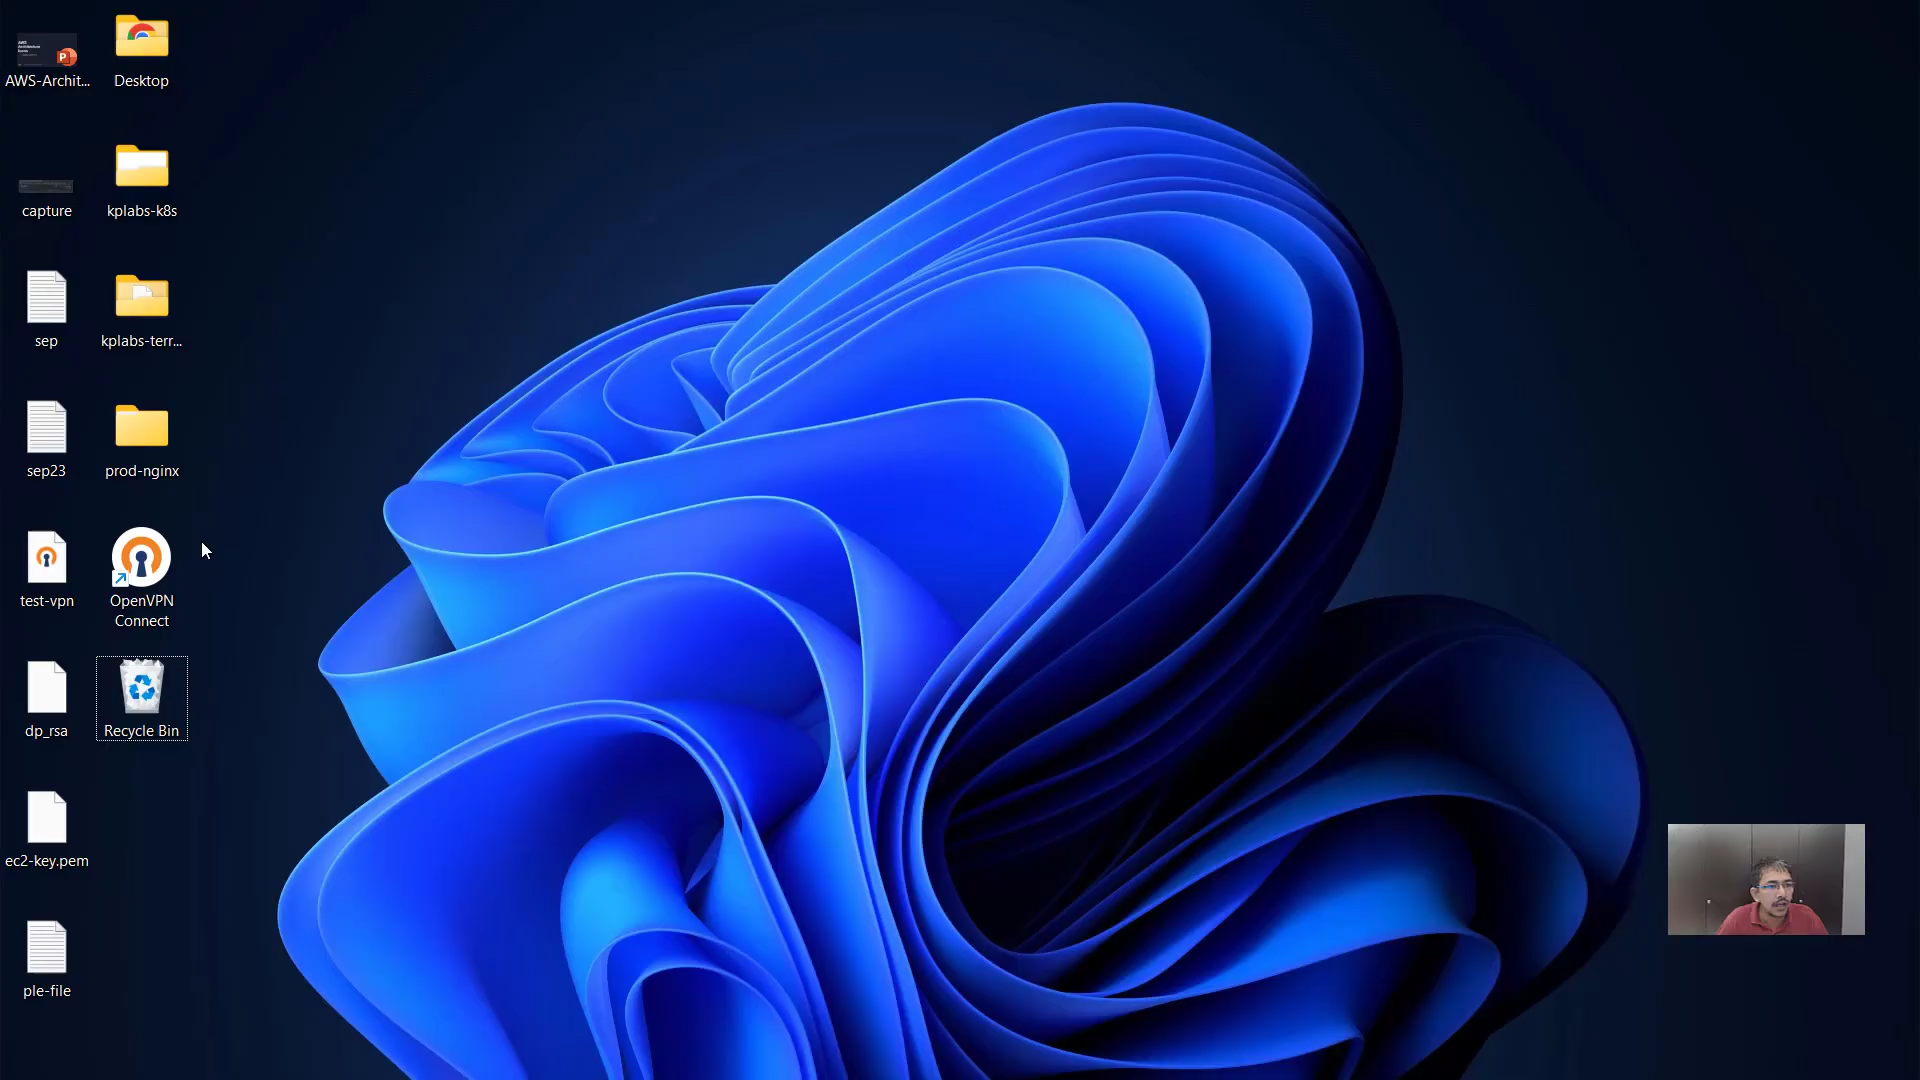 AWS-Archit...
Desktop
capture
kplabs-k8s
sep
kplabs-terr...
sep23
prod-nginx
test-vpn
OpenVPN
Connect
dp_rsa
Recycle Bin
ec2-key.pem
ple-file